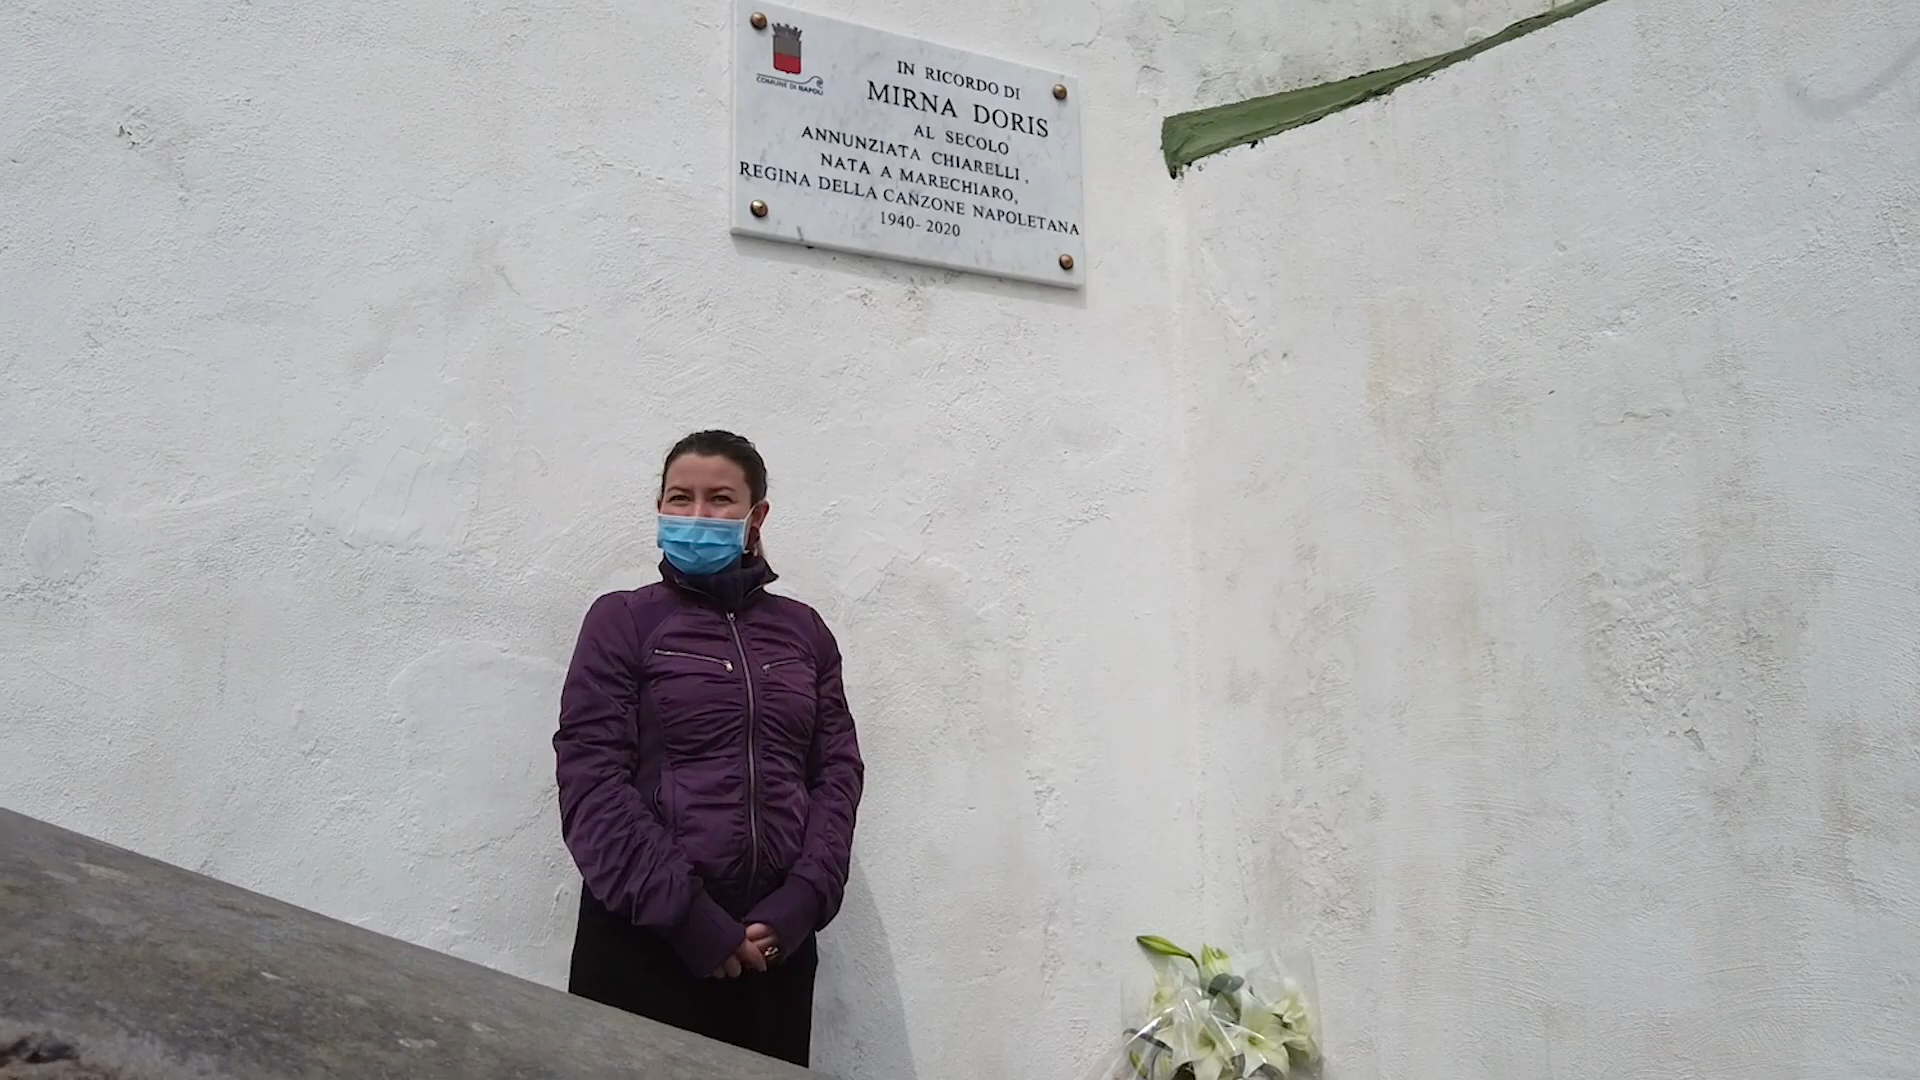 COMUNE DI NAPOLI
IN RICORDO DI
MIRNA DORIS
AL SECOLO
ANNUNZIATA CHIARELLI,
NATA A MARECHIARO,
REGINA DELLA CANZONE NAPOLETANA
1940-2020